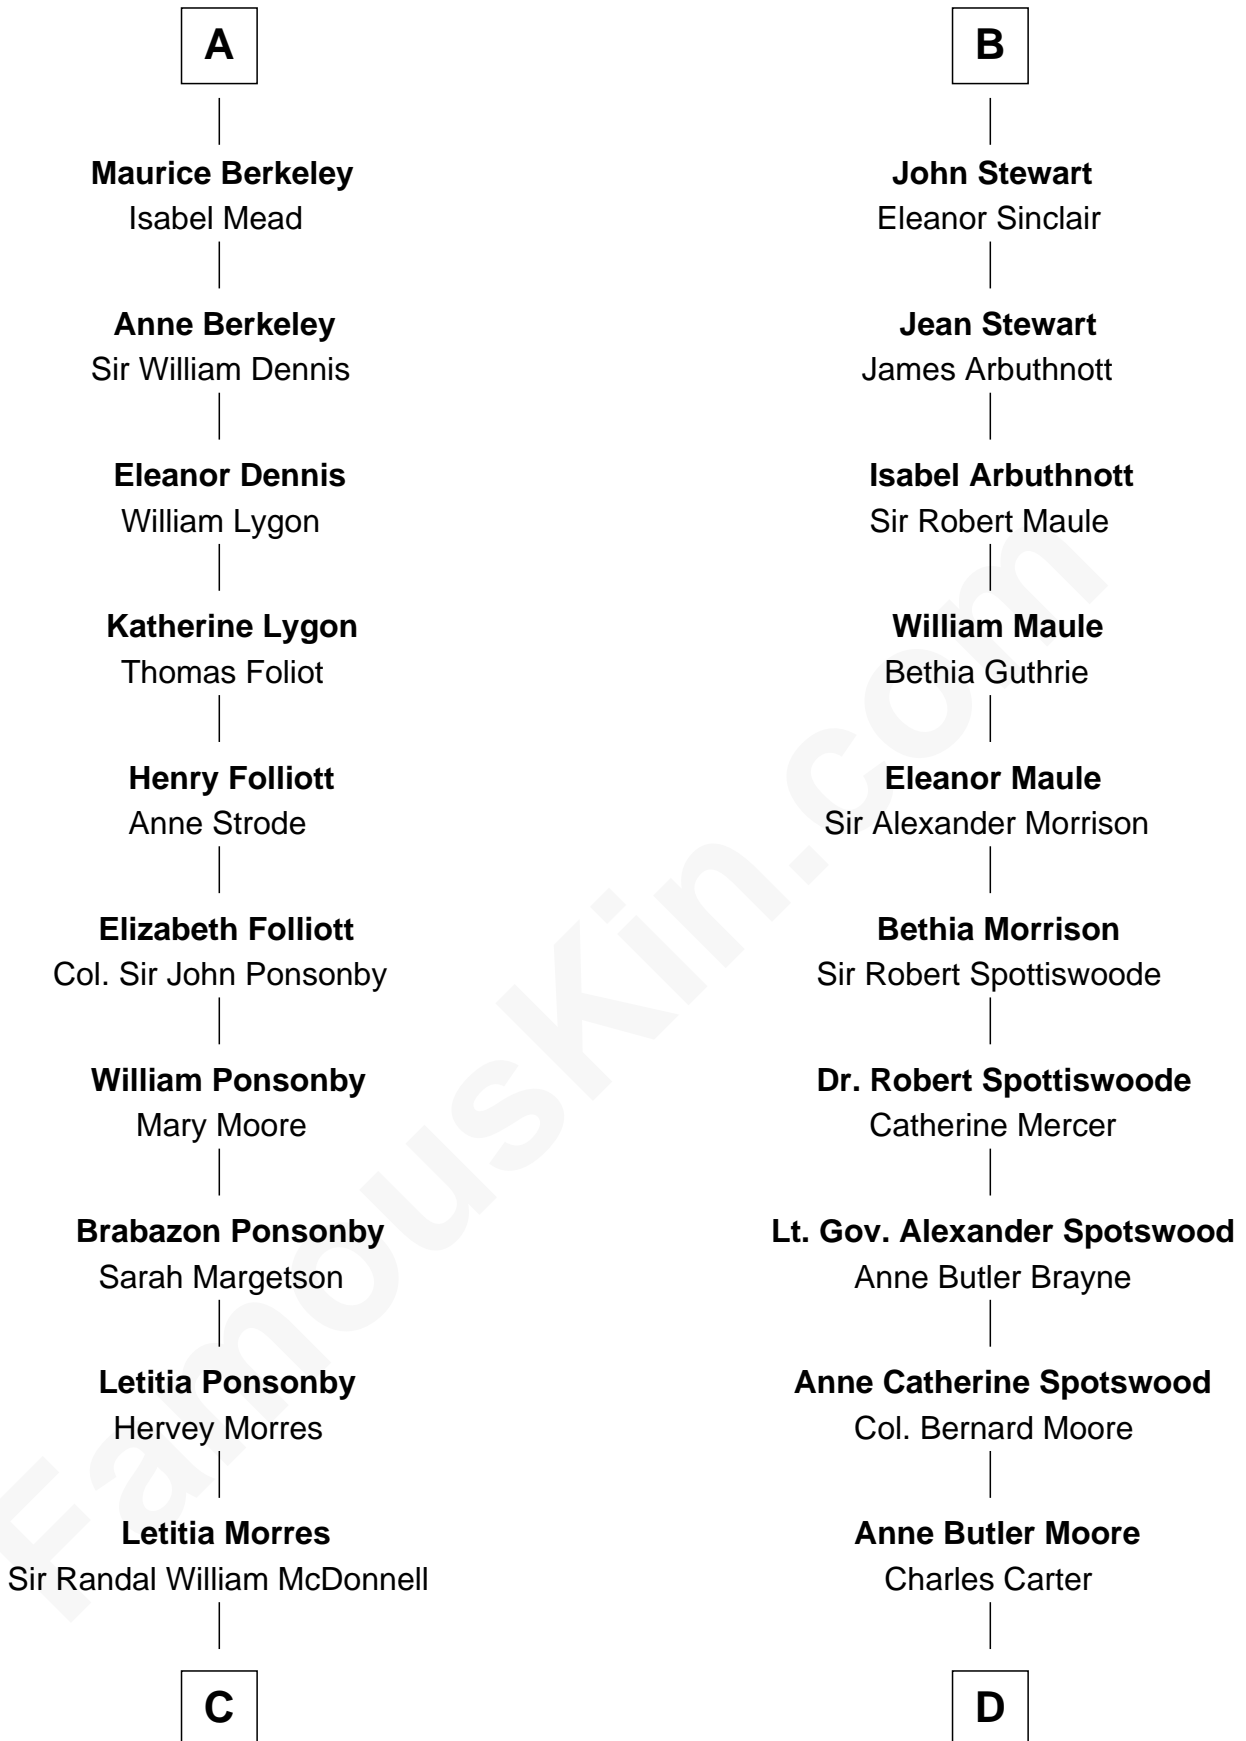 A
Maurice Berkeley
Isabel Mead
Anne Berkeley
Sir William Dennis
Eleanor Dennis
William Lygon
Katherine Lygon
Thomas Foliot
Henry Folliott
Anne Strode
Elizabeth Folliott
Col. Sir John Ponsonby
William Ponsonby
Mary Moore
Brabazon Ponsonby
Sarah Margetson
Letitia Ponsonby
Hervey Morres
Letitia Morres
Sir Randal William McDonnell
C
B
John Stewart
Eleanor Sinclair
Jean Stewart
James Arbuthnott
Isabel Arbuthnott
Sir Robert Maule
William Maule
Bethia Guthrie
Eleanor Maule
Sir Alexander Morrison
Bethia Morrison
Sir Robert Spottiswoode
Dr. Robert Spottiswoode
Catherine Mercer
Lt. Gov. Alexander Spotswood
Anne Butler Brayne
Anne Catherine Spotswood
Col. Bernard Moore
Anne Butler Moore
Charles Carter
D
FamousKin.com